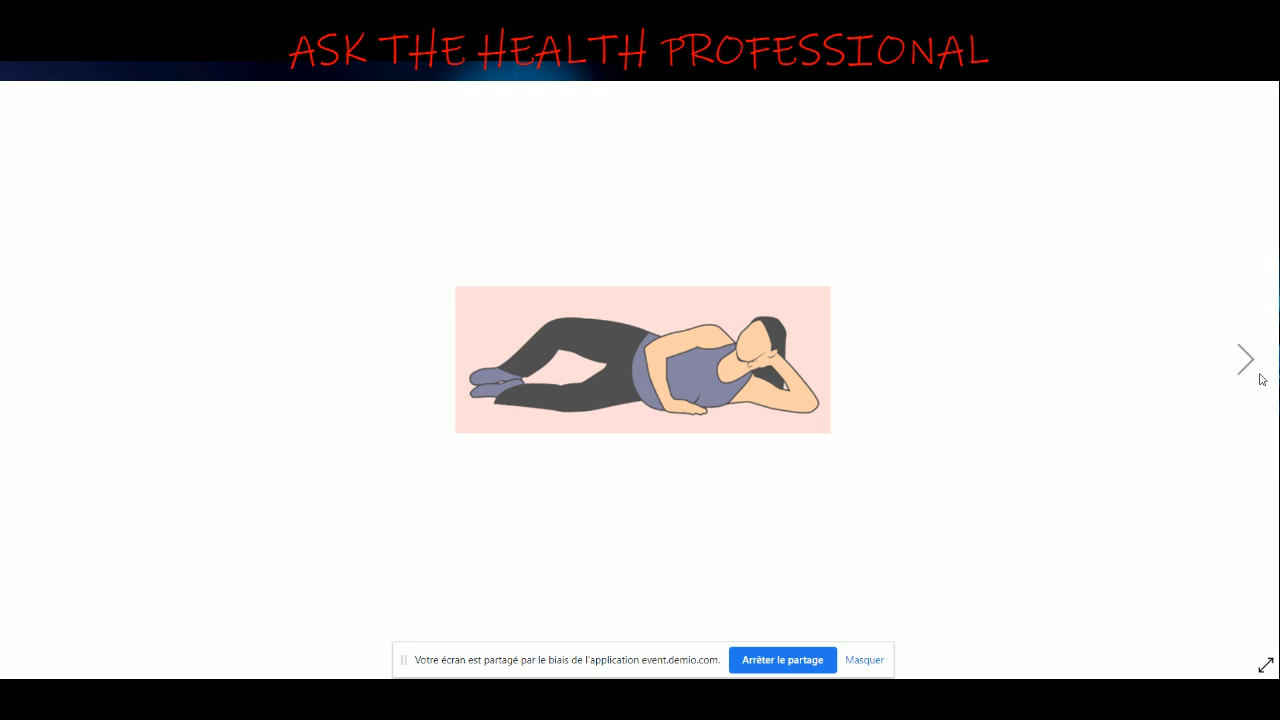 ASK THE HEALTH PROFESSIONAL
Votre écran est partagé par le biais de l'application event.demio.com. Arrêter le partage Masquer